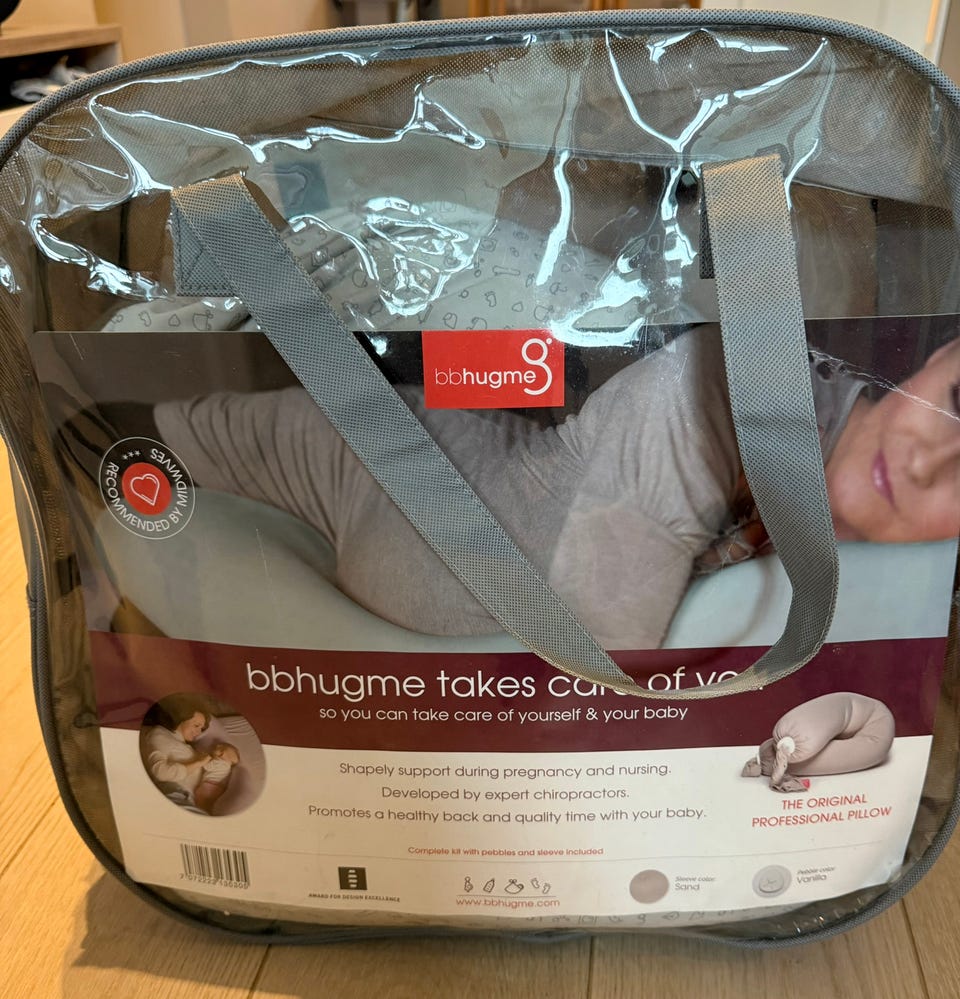 bbhugme
RECOMMENDED BY MIDWIVES
bbhugme takes care of
so you can take care of yourself & your baby
Shapely support during pregnancy and nursing.
Developed by expert chiropractors.
Promotes a healthy back and quality time with your baby.
THE ORIGINAL
PROFESSIONAL PILLOW
Complete kit with pebbles and sleeve included
AWARD FOR DESIGN EXCELLENCE
www.bbhugme.com
Sleeve color:
Sand
Pebble color:
Vanilla